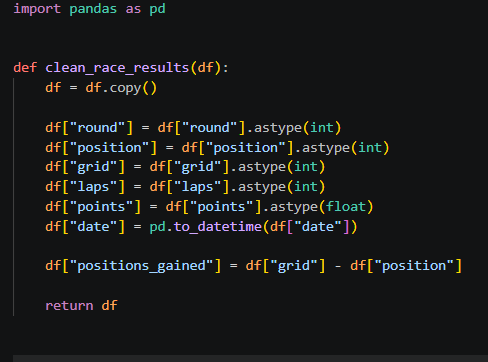 import pandas as pd
def clean_race_results(df):
    df = df.copy()
    df["round"] = df["round"].astype(int)
    df["position"] = df["position"].astype(int)
    df["grid"] = df["grid"].astype(int)
    df["laps"] = df["laps"].astype(int)
    df["points"] = df["points"].astype(float)
    df["date"] = pd.to_datetime(df["date"])
    df["positions_gained"] = df["grid"] - df["position"]
    return df